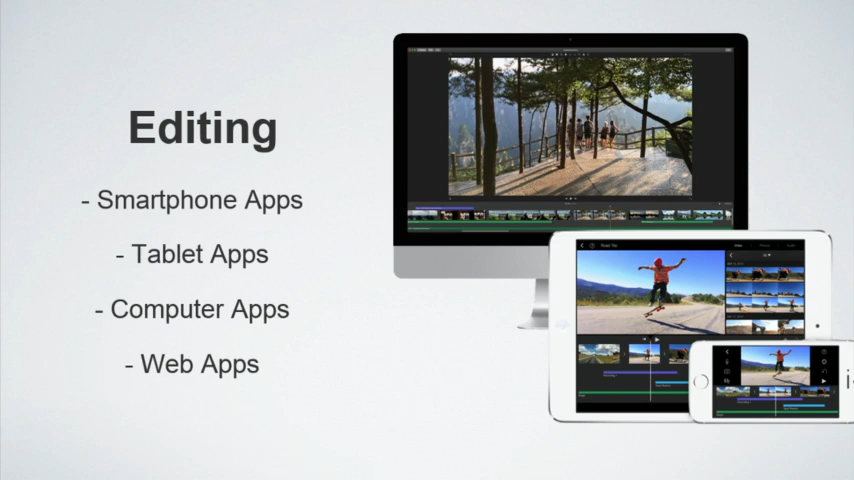 Editing
- Smartphone Apps
- Tablet Apps
- Computer Apps
- Web Apps